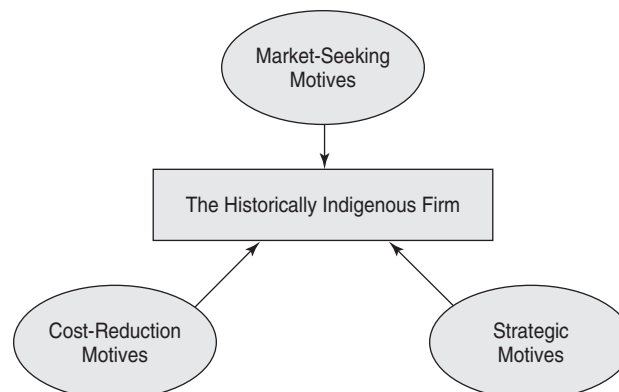 Market-Seeking
Motives
The Historically Indigenous Firm
Cost-Reduction
Motives
Strategic
Motives